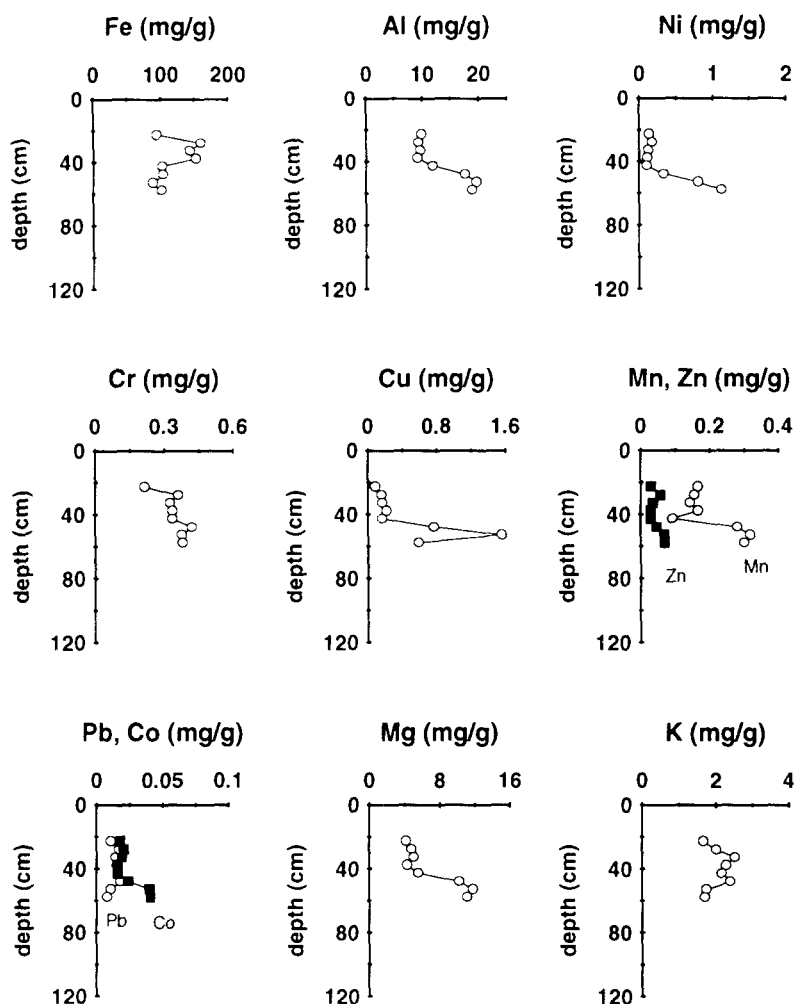 Fe (mg/g)
0 100 200
0
40
80
120
depth (cm)
Al (mg/g)
0 10 20
0
40
80
120
depth (cm)
Ni (mg/g)
0 1 2
0
40
80
120
depth (cm)
Cr (mg/g)
0 0.3 0.6
0
40
80
120
depth (cm)
Cu (mg/g)
0 0.8 1.6
0
40
80
120
depth (cm)
Mn, Zn (mg/g)
0 0.2 0.4
0
40
80
120
depth (cm)
Zn
Mn
Pb, Co (mg/g)
0 0.05 0.1
0
40
80
120
depth (cm)
Pb
Co
Mg (mg/g)
0 8 16
0
40
80
120
depth (cm)
K (mg/g)
0 2 4
0
40
80
120
depth (cm)